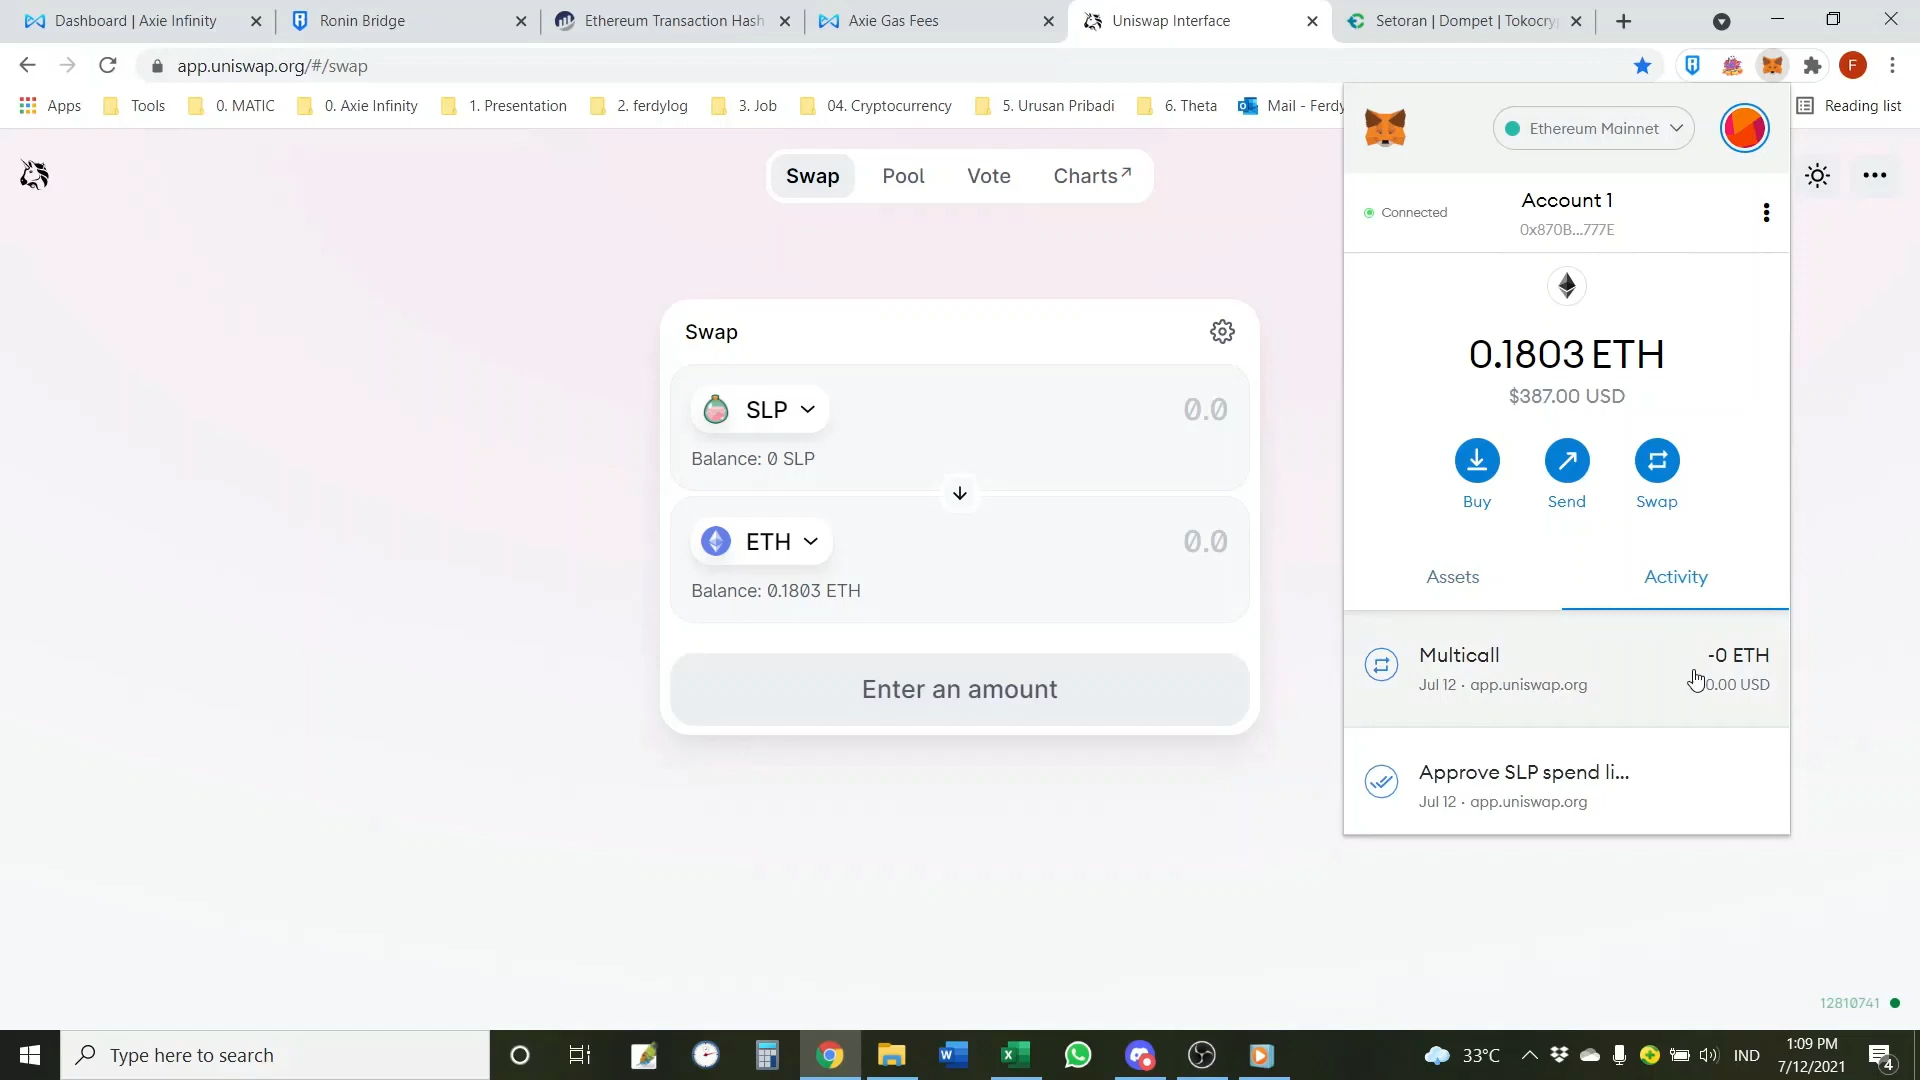 Dashboard | Axie Infinity
Ronin Bridge
Ethereum Transaction Hash
Axie Gas Fees
Uniswap Interface
Setoran | Dompet | Tokocry
app.uniswap.org/#/swap
F
Apps
Tools
0. MATIC
0. Axie Infinity
1. Presentation
2. ferdylog
3. Job
04. Cryptocurrency
5. Urusan Pribadi
6. Theta
Mail - Ferdy
Reading list
Swap
Pool
Vote
Charts↗
Ethereum Mainnet
Connected
Account 1
0x870B...777E
0.1803 ETH
$387.00 USD
Buy
Send
Swap
Assets
Activity
Multicall
-0 ETH
Jul 12 · app.uniswap.org
0.00 USD
Approve SLP spend li...
Jul 12 · app.uniswap.org
Swap
SLP
0.0
Balance: 0 SLP
ETH
0.0
Balance: 0.1803 ETH
Enter an amount
12810741
Type here to search
33°C
IND
1:09 PM
7/12/2021
4